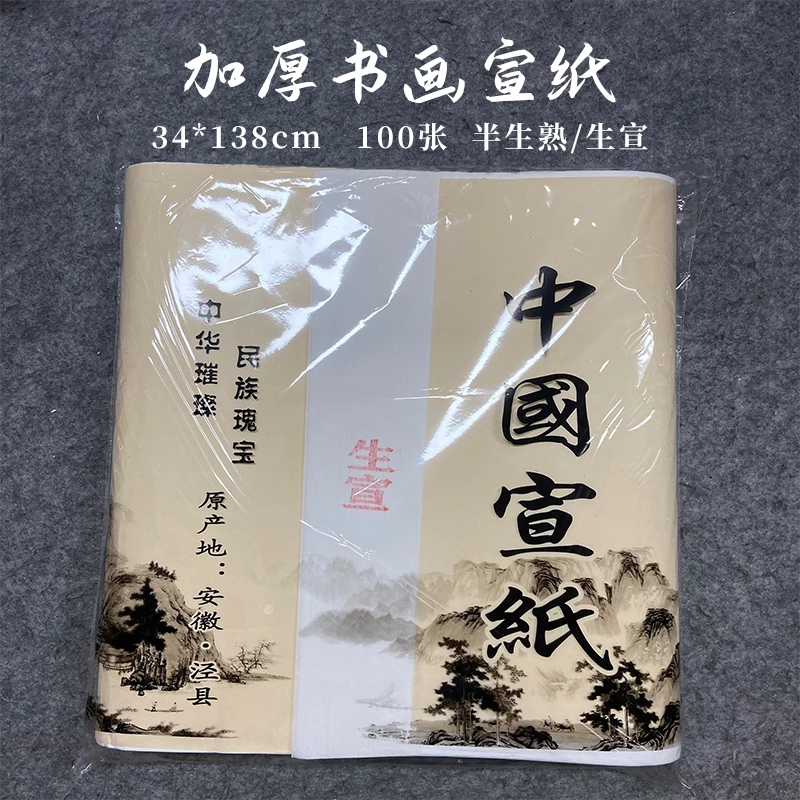 加厚书画宣纸
34*138cm 100张 半生熟/生宣
中國宣紙
生宣
民族瑰宝
中华璀璨
原产地：安徽·泾县